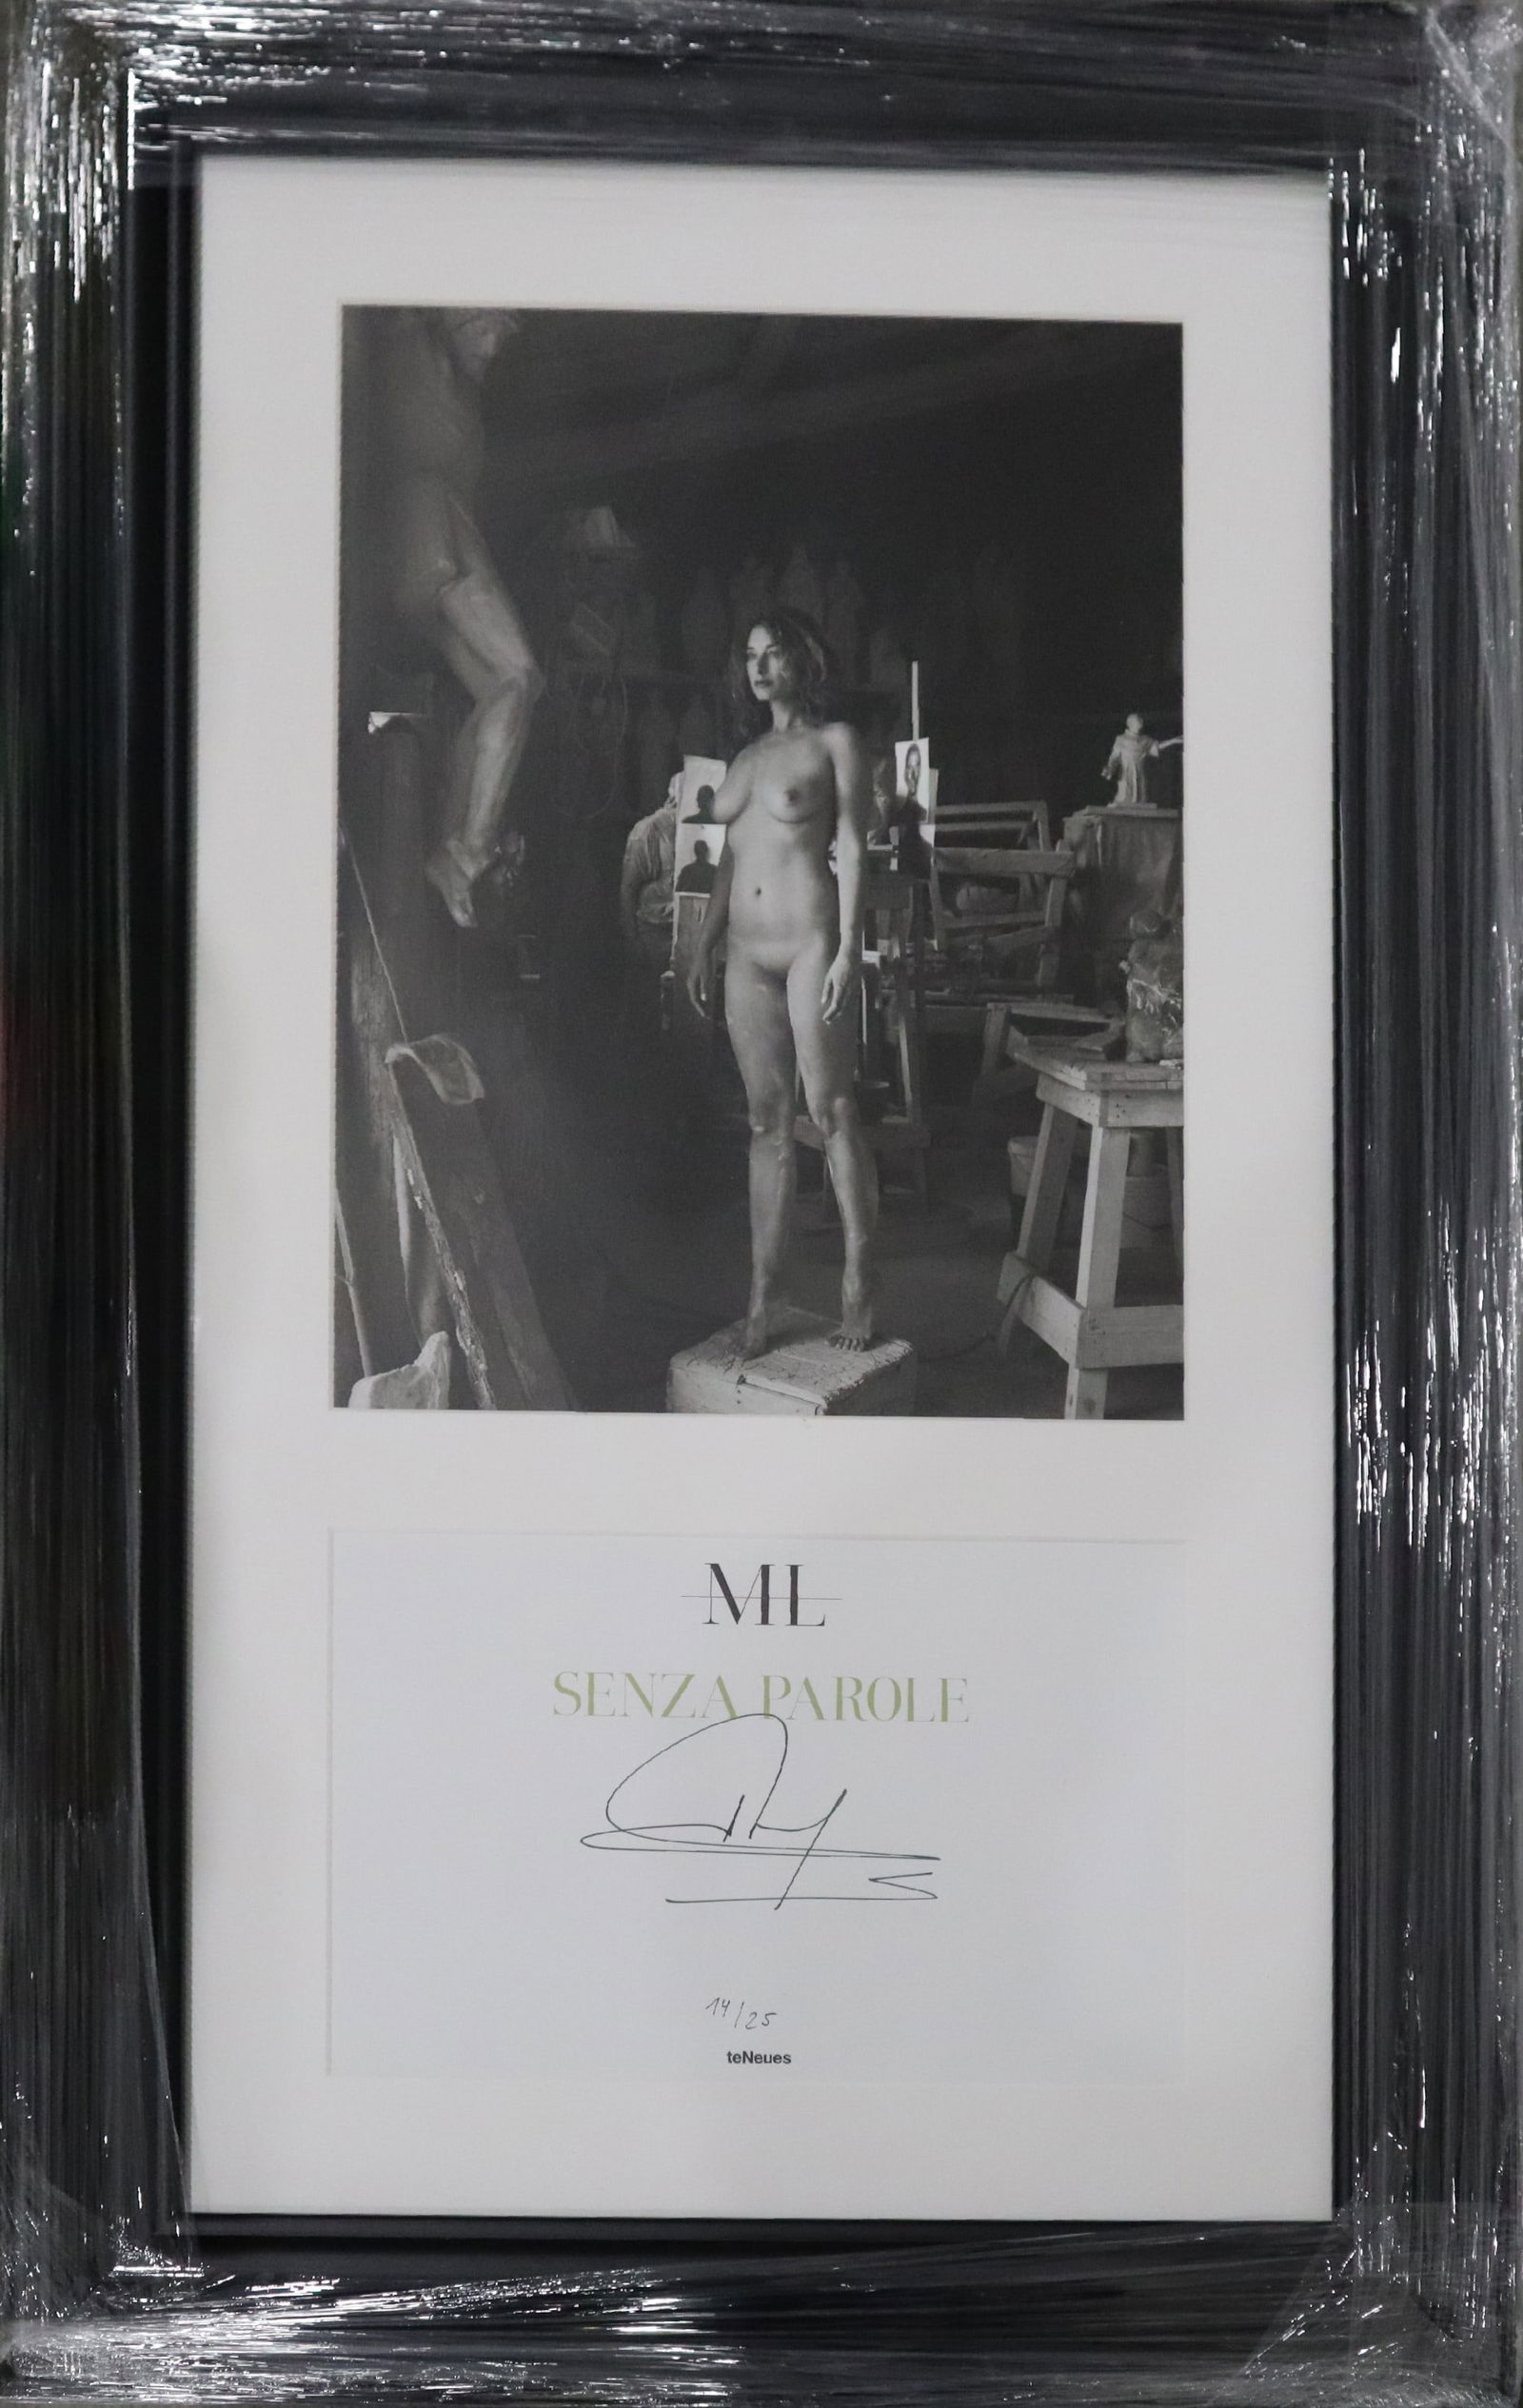 ML
SENZA PAROLE
14/25
teNeues